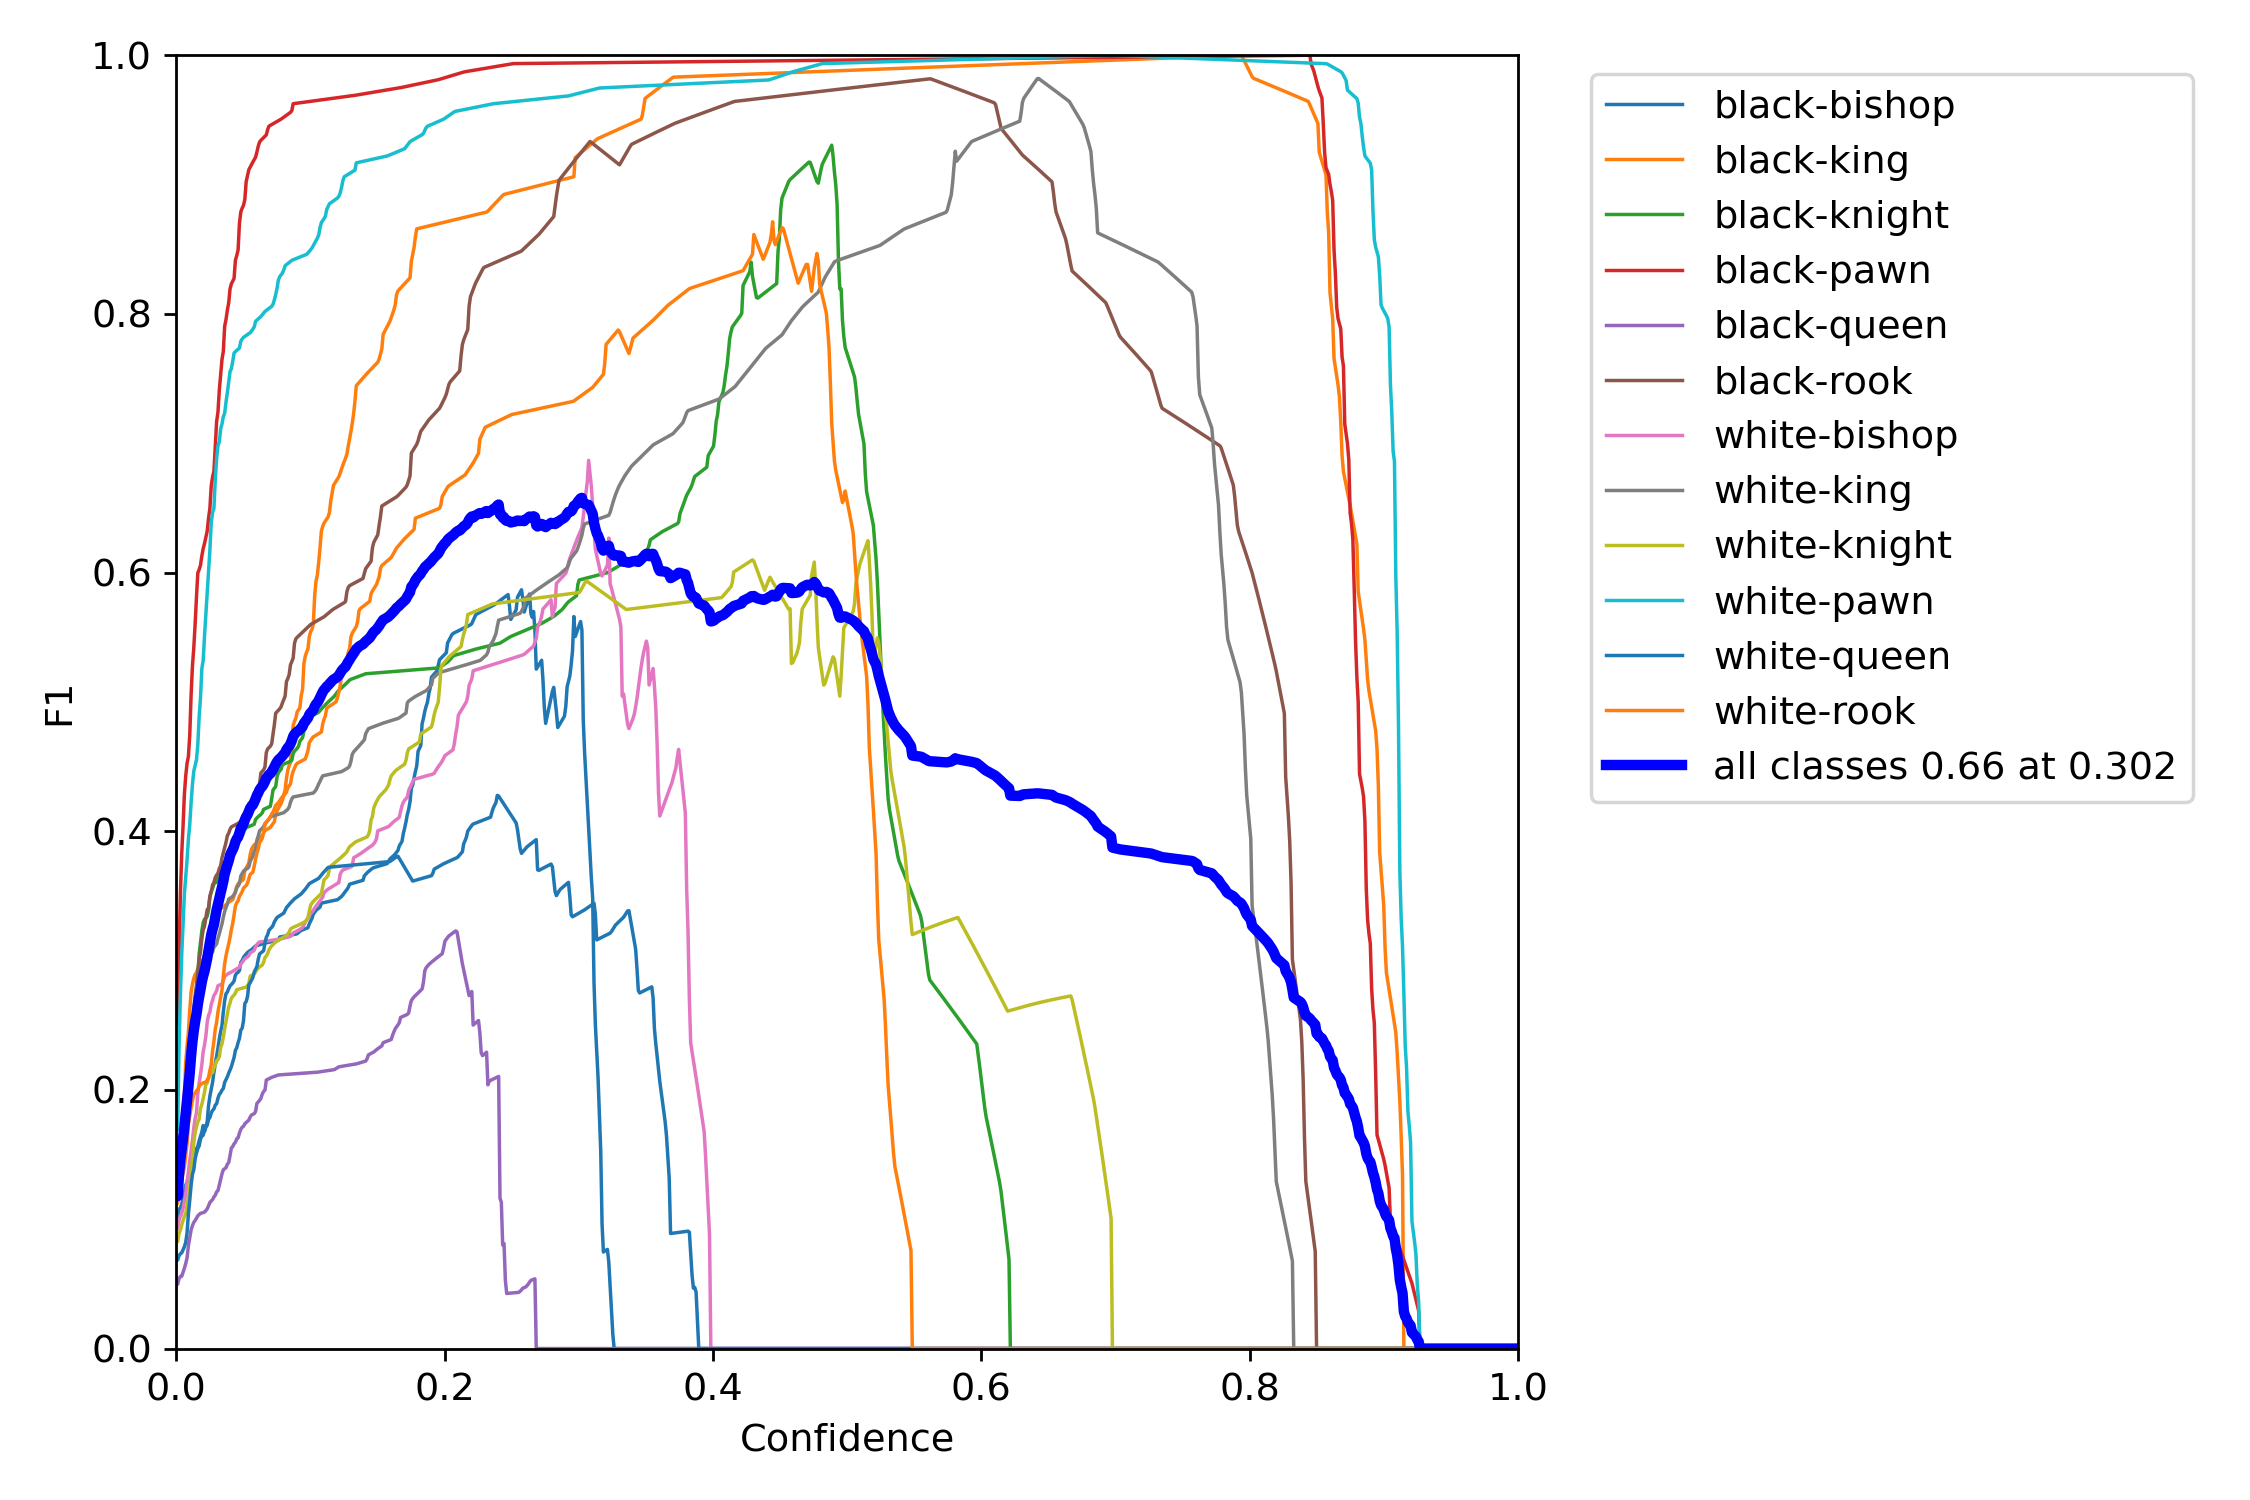 1.0
0.8
0.6
0.4
0.2
0.0
F1
0.0 0.2 0.4 0.6 0.8 1.0
Confidence
black-bishop
black-king
black-knight
black-pawn
black-queen
black-rook
white-bishop
white-king
white-knight
white-pawn
white-queen
white-rook
all classes 0.66 at 0.302